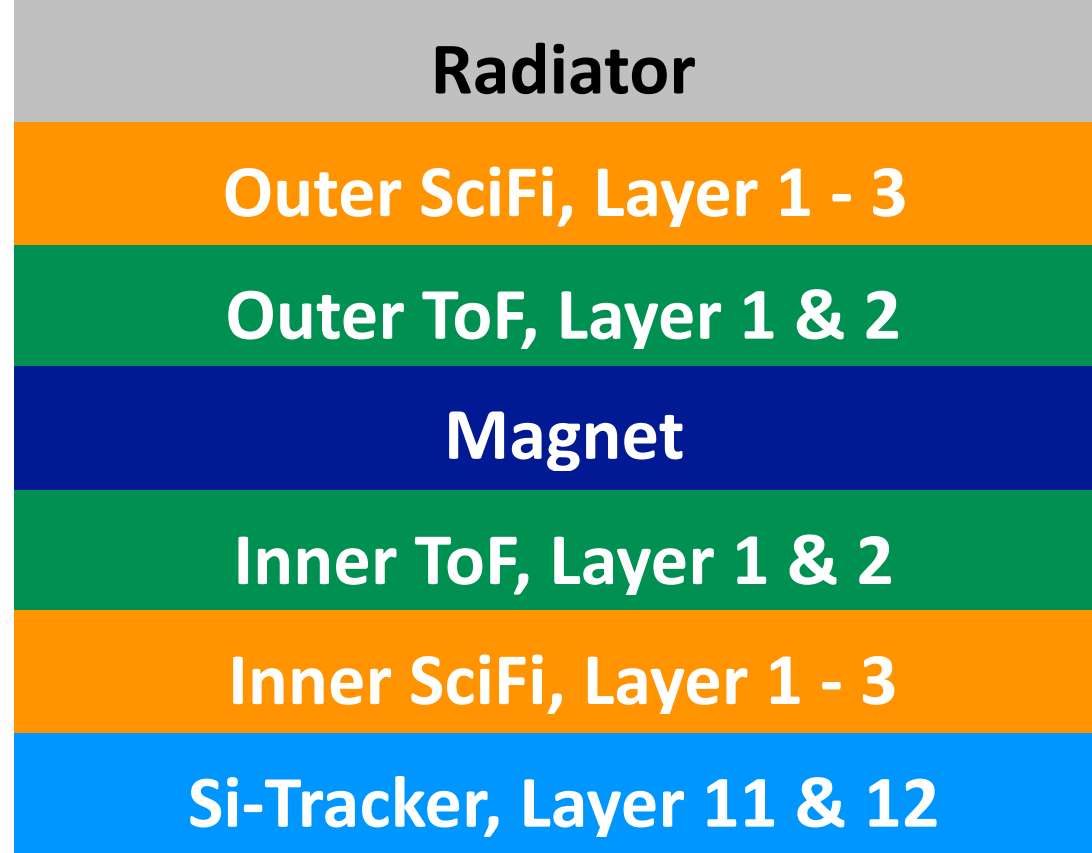 Radiator
Outer SciFi, Layer 1 - 3
Outer ToF, Layer 1 & 2
Magnet
Inner ToF, Layer 1 & 2
Inner SciFi, Layer 1 - 3
Si-Tracker, Layer 11 & 12